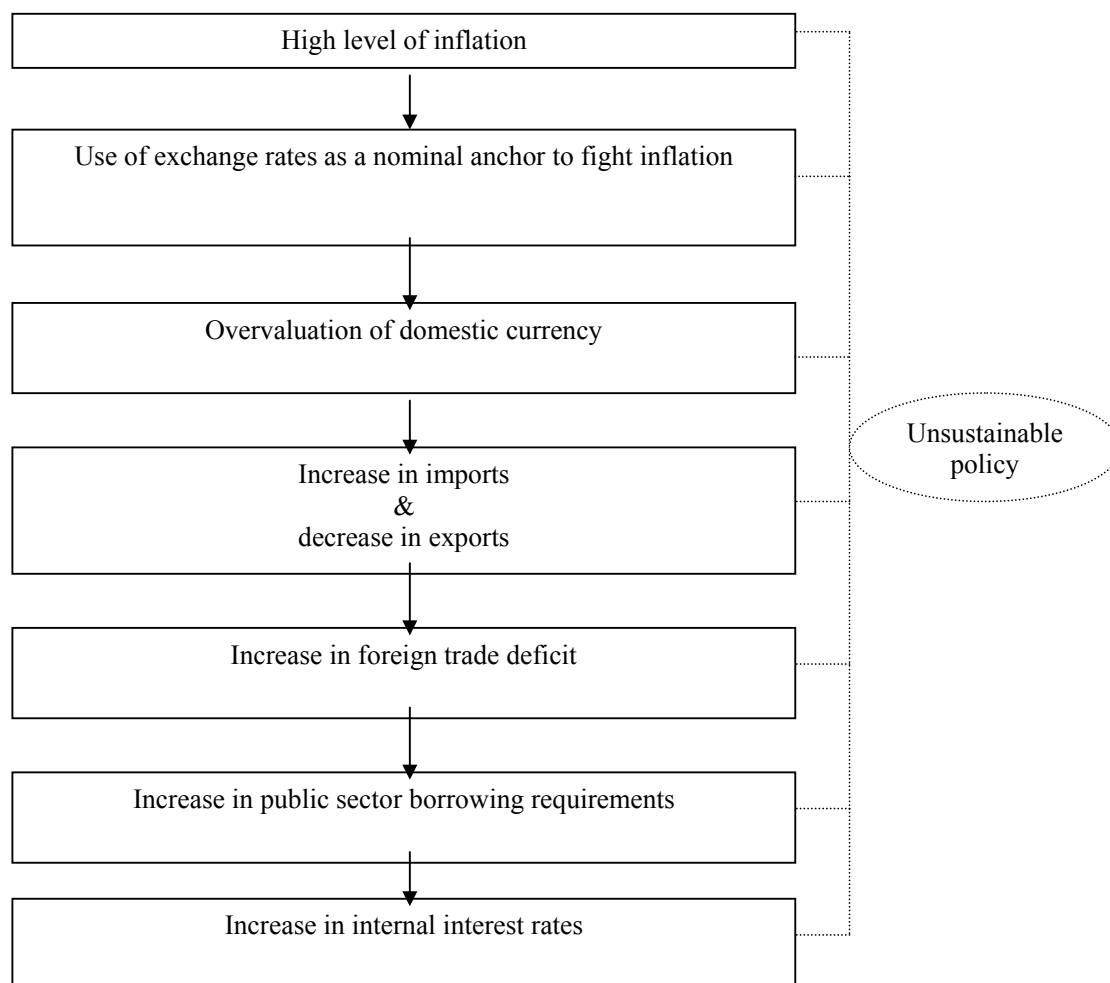 High level of inflation
Use of exchange rates as a nominal anchor to fight inflation
Overvaluation of domestic currency
Increase in imports
&
decrease in exports
Unsustainable
policy
Increase in foreign trade deficit
Increase in public sector borrowing requirements
Increase in internal interest rates